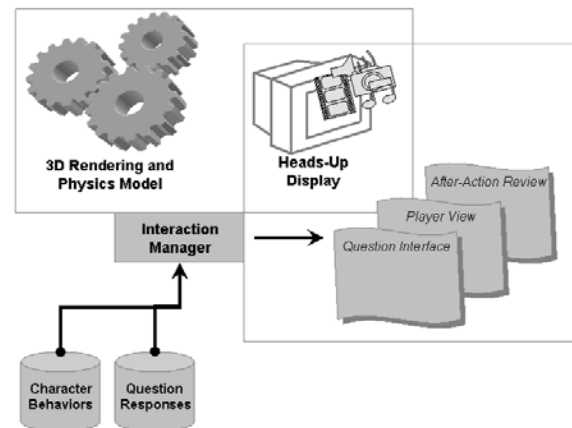 3D Rendering and
Physics Model
Heads-Up
Display
After-Action Review
Player View
Question Interface
Interaction
Manager
Character
Behaviors
Question
Responses